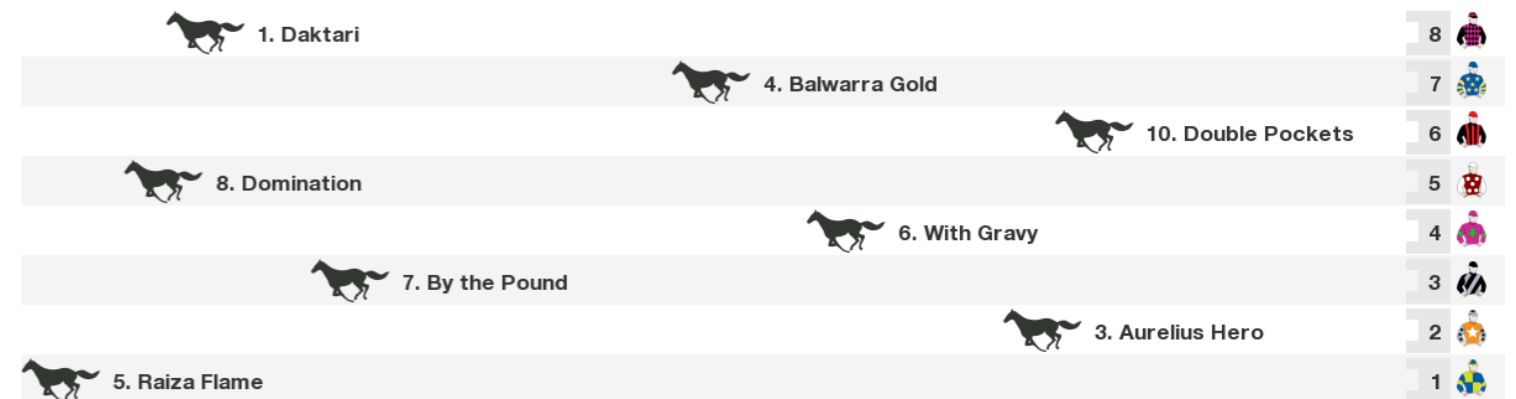 1. Daktari 8
4. Balwarra Gold 7
10. Double Pockets 6
8. Domination 5
6. With Gravy 4
7. By the Pound 3
3. Aurelius Hero 2
5. Raiza Flame 1